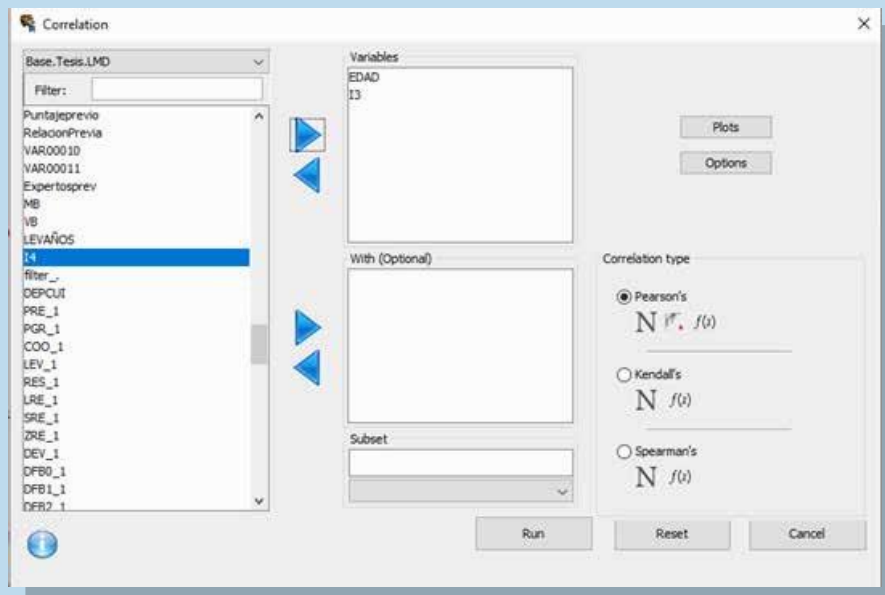 Correlation
Base.Tesis.LMD
Filter:
Puntajeprevio
RelacionPrevia
VAR00010
VAR00011
Expertosprev
MB
VB
LEVAÑOS
I4
filter_.
DEPCUI
PRE_1
PGR_1
COO_1
LEV_1
RES_1
LRE_1
SRE_1
ZRE_1
DEV_1
DFB0_1
DFB1_1
DFB2_1
Variables
EDAD
I3
With (Optional)
Subset
Plots
Options
Correlation type
Pearson's
N f(z)
Kendall's
N f(z)
Spearman's
N f(z)
Run
Reset
Cancel